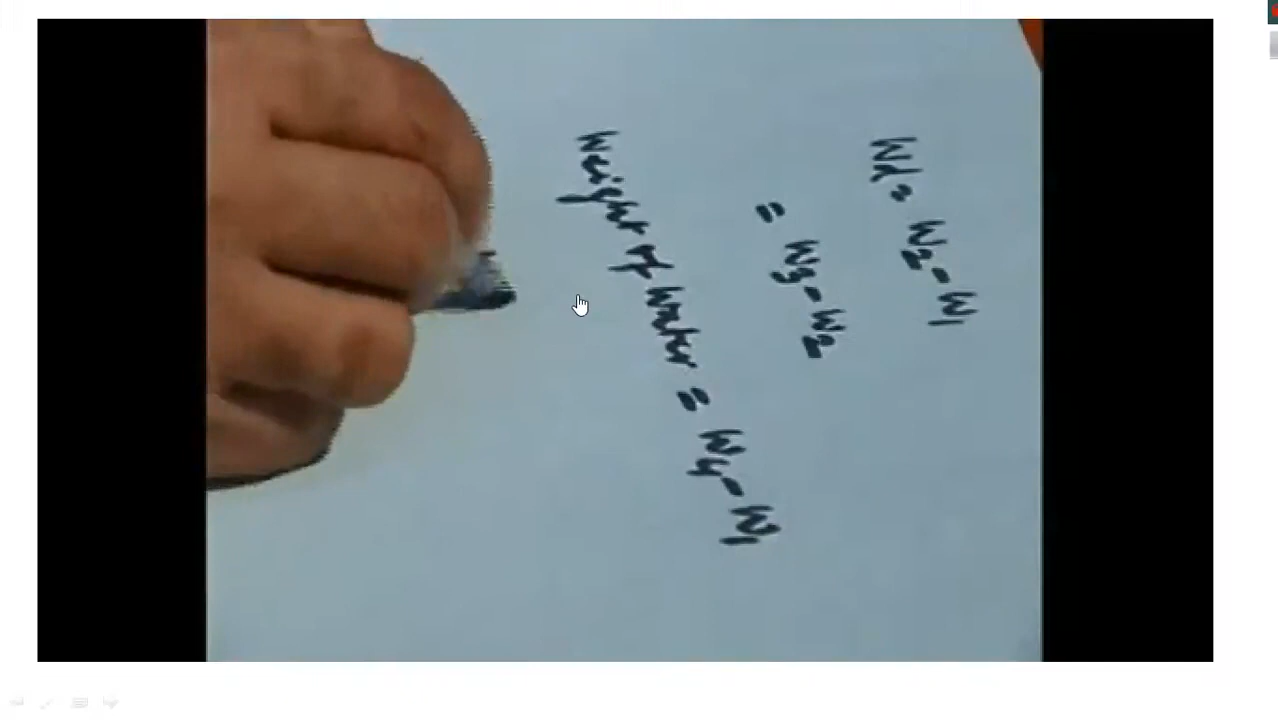 Wd = W2 - W1
= W3 - W2
Weight of Water = W4 - W1